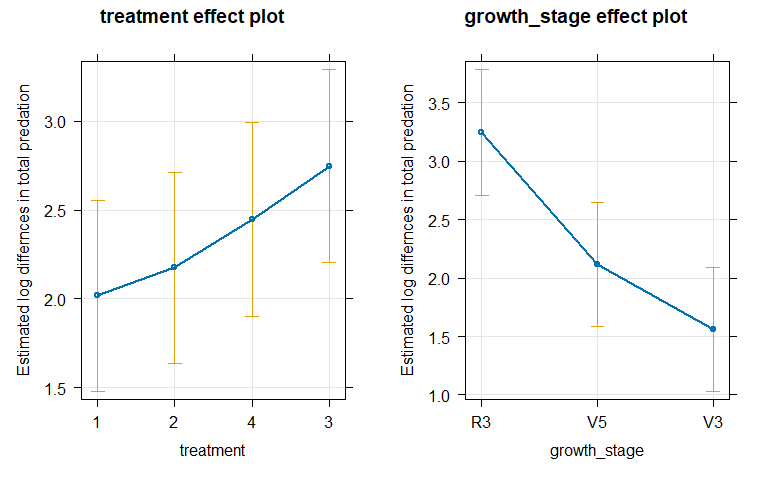 treatment effect plot
Estimated log differnces in total predation
3.0
2.5
2.0
1.5
1 2 4 3
treatment
growth_stage effect plot
Estimated log differnces in total predation
3.5
3.0
2.5
2.0
1.5
1.0
R3 V5 V3
growth_stage